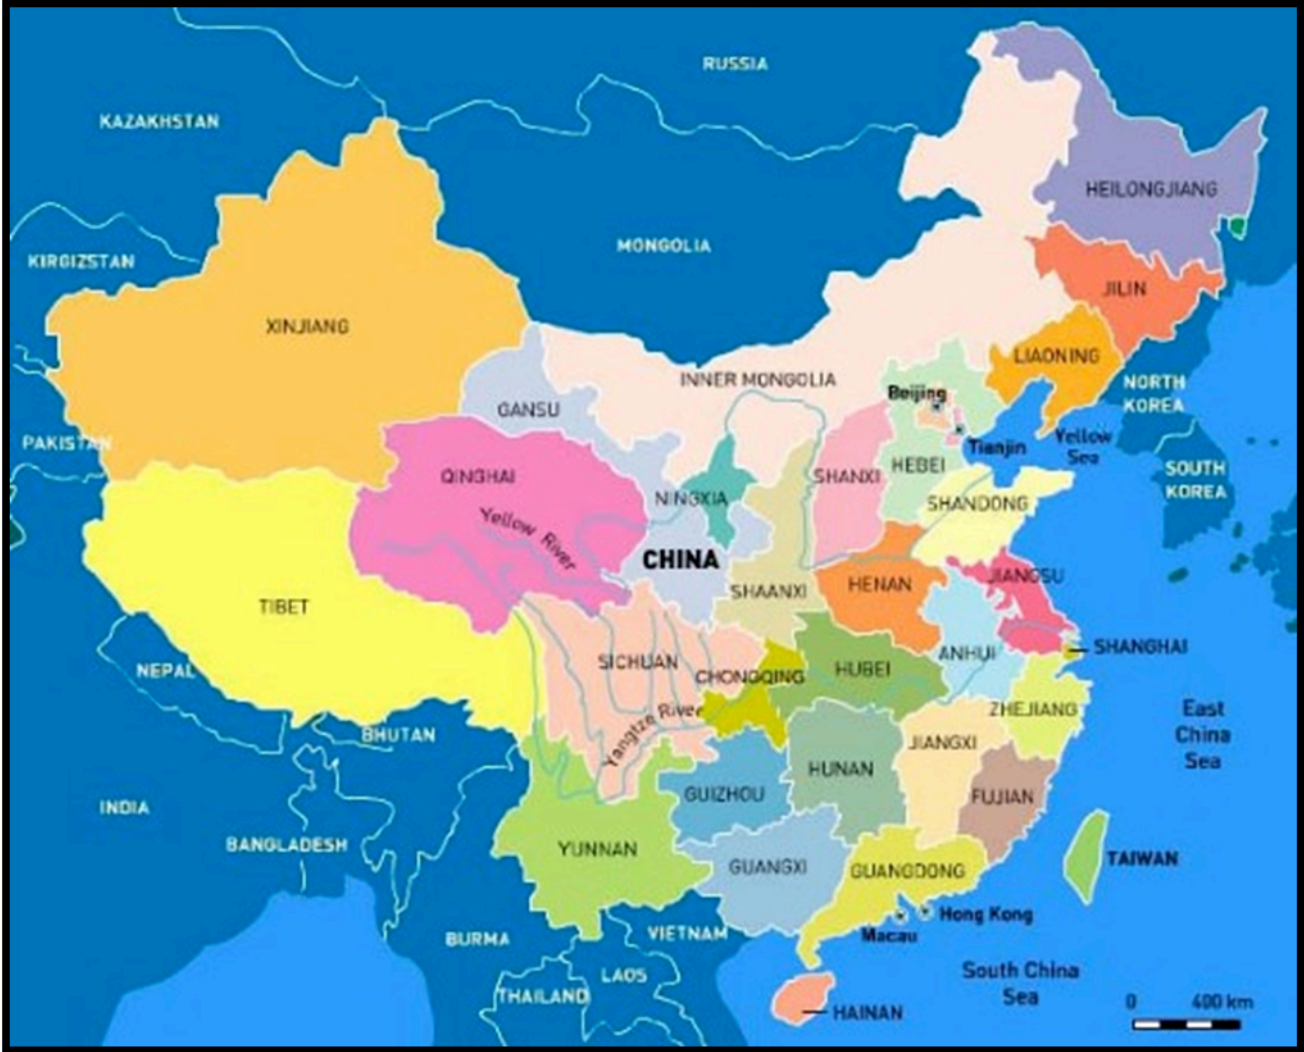 RUSSIA
KAZAKHSTAN
HEILONGJIANG
MONGOLIA
KIRGIZSTAN
JILIN
XINJIANG
LIAONING
INNER MONGOLIA
NORTH
KOREA
Beijing
GANSU
Yellow
Sea
PAKISTAN
Tianjin
HEBEI
SHANXI
QINGHAI
SOUTH
KOREA
NINGXIA
SHANDONG
Yellow River
CHINA
JIANGSU
HENAN
SHAANXI
TIBET
SHANGHAI
ANHUI
SICHUAN
HUBEI
NEPAL
CHONGQING
ZHEJIANG
East
China
Sea
Yangtze River
BHUTAN
JIANGXI
HUNAN
GUIZHOU
FUJIAN
INDIA
BANGLADESH
YUNNAN
TAIWAN
GUANGXI
GUANGDONG
Hong Kong
Macau
BURMA
VIETNAM
LAOS
South China
Sea
THAILAND
0 400 km
HAINAN